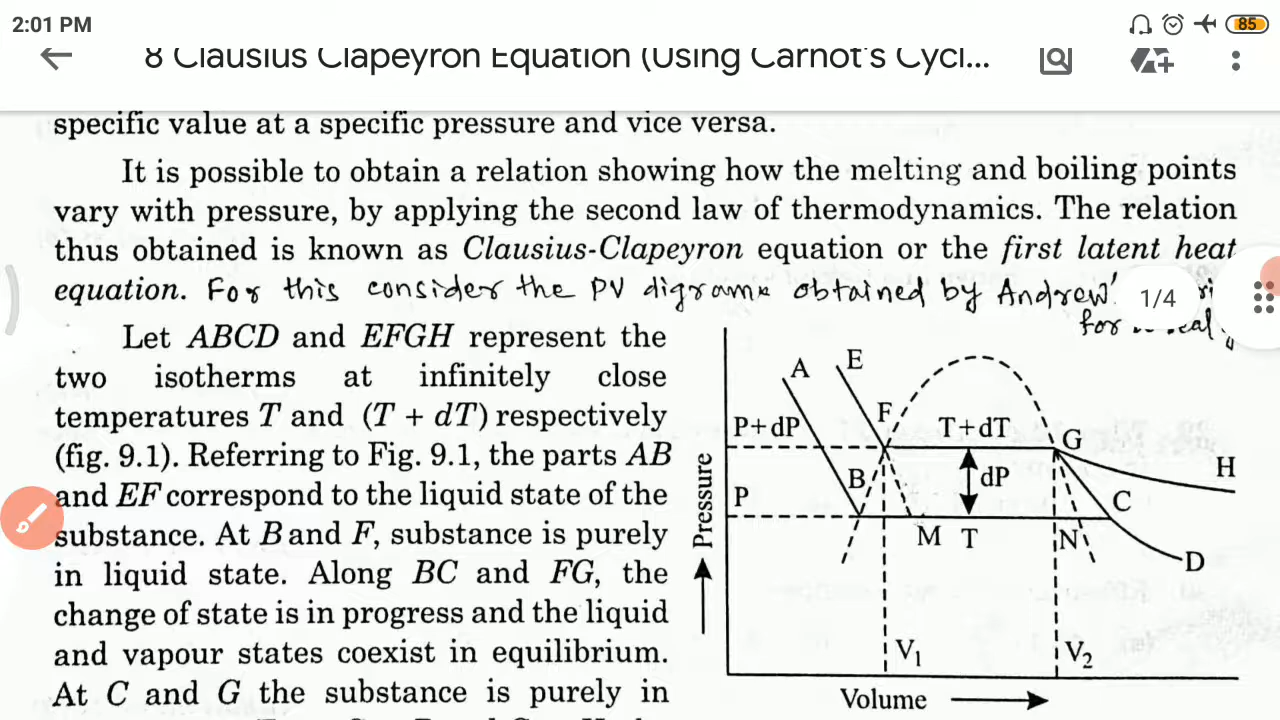 2:01 PM
85
8 Clausius Clapeyron Equation (Using Carnot's Cycl...
specific value at a specific pressure and vice versa.
It is possible to obtain a relation showing how the melting and boiling points
vary with pressure, by applying the second law of thermodynamics. The relation
thus obtained is known as Clausius-Clapeyron equation or the first latent heat
equation. For this consider the PV digram obtained by Andrew'
1/4
for
Let ABCD and EFGH represent the
two isotherms at infinitely close
temperatures T and (T + dT) respectively
(fig. 9.1). Referring to Fig. 9.1, the parts AB
and EF correspond to the liquid state of the
substance. At B and F, substance is purely
in liquid state. Along BC and FG, the
change of state is in progress and the liquid
and vapour states coexist in equilibrium.
At C and G the substance is purely in
A
E
F
P+dP
T+dT
G
H
B
dP
P
C
M
T
N
D
Pressure
V₁
V₂
Volume